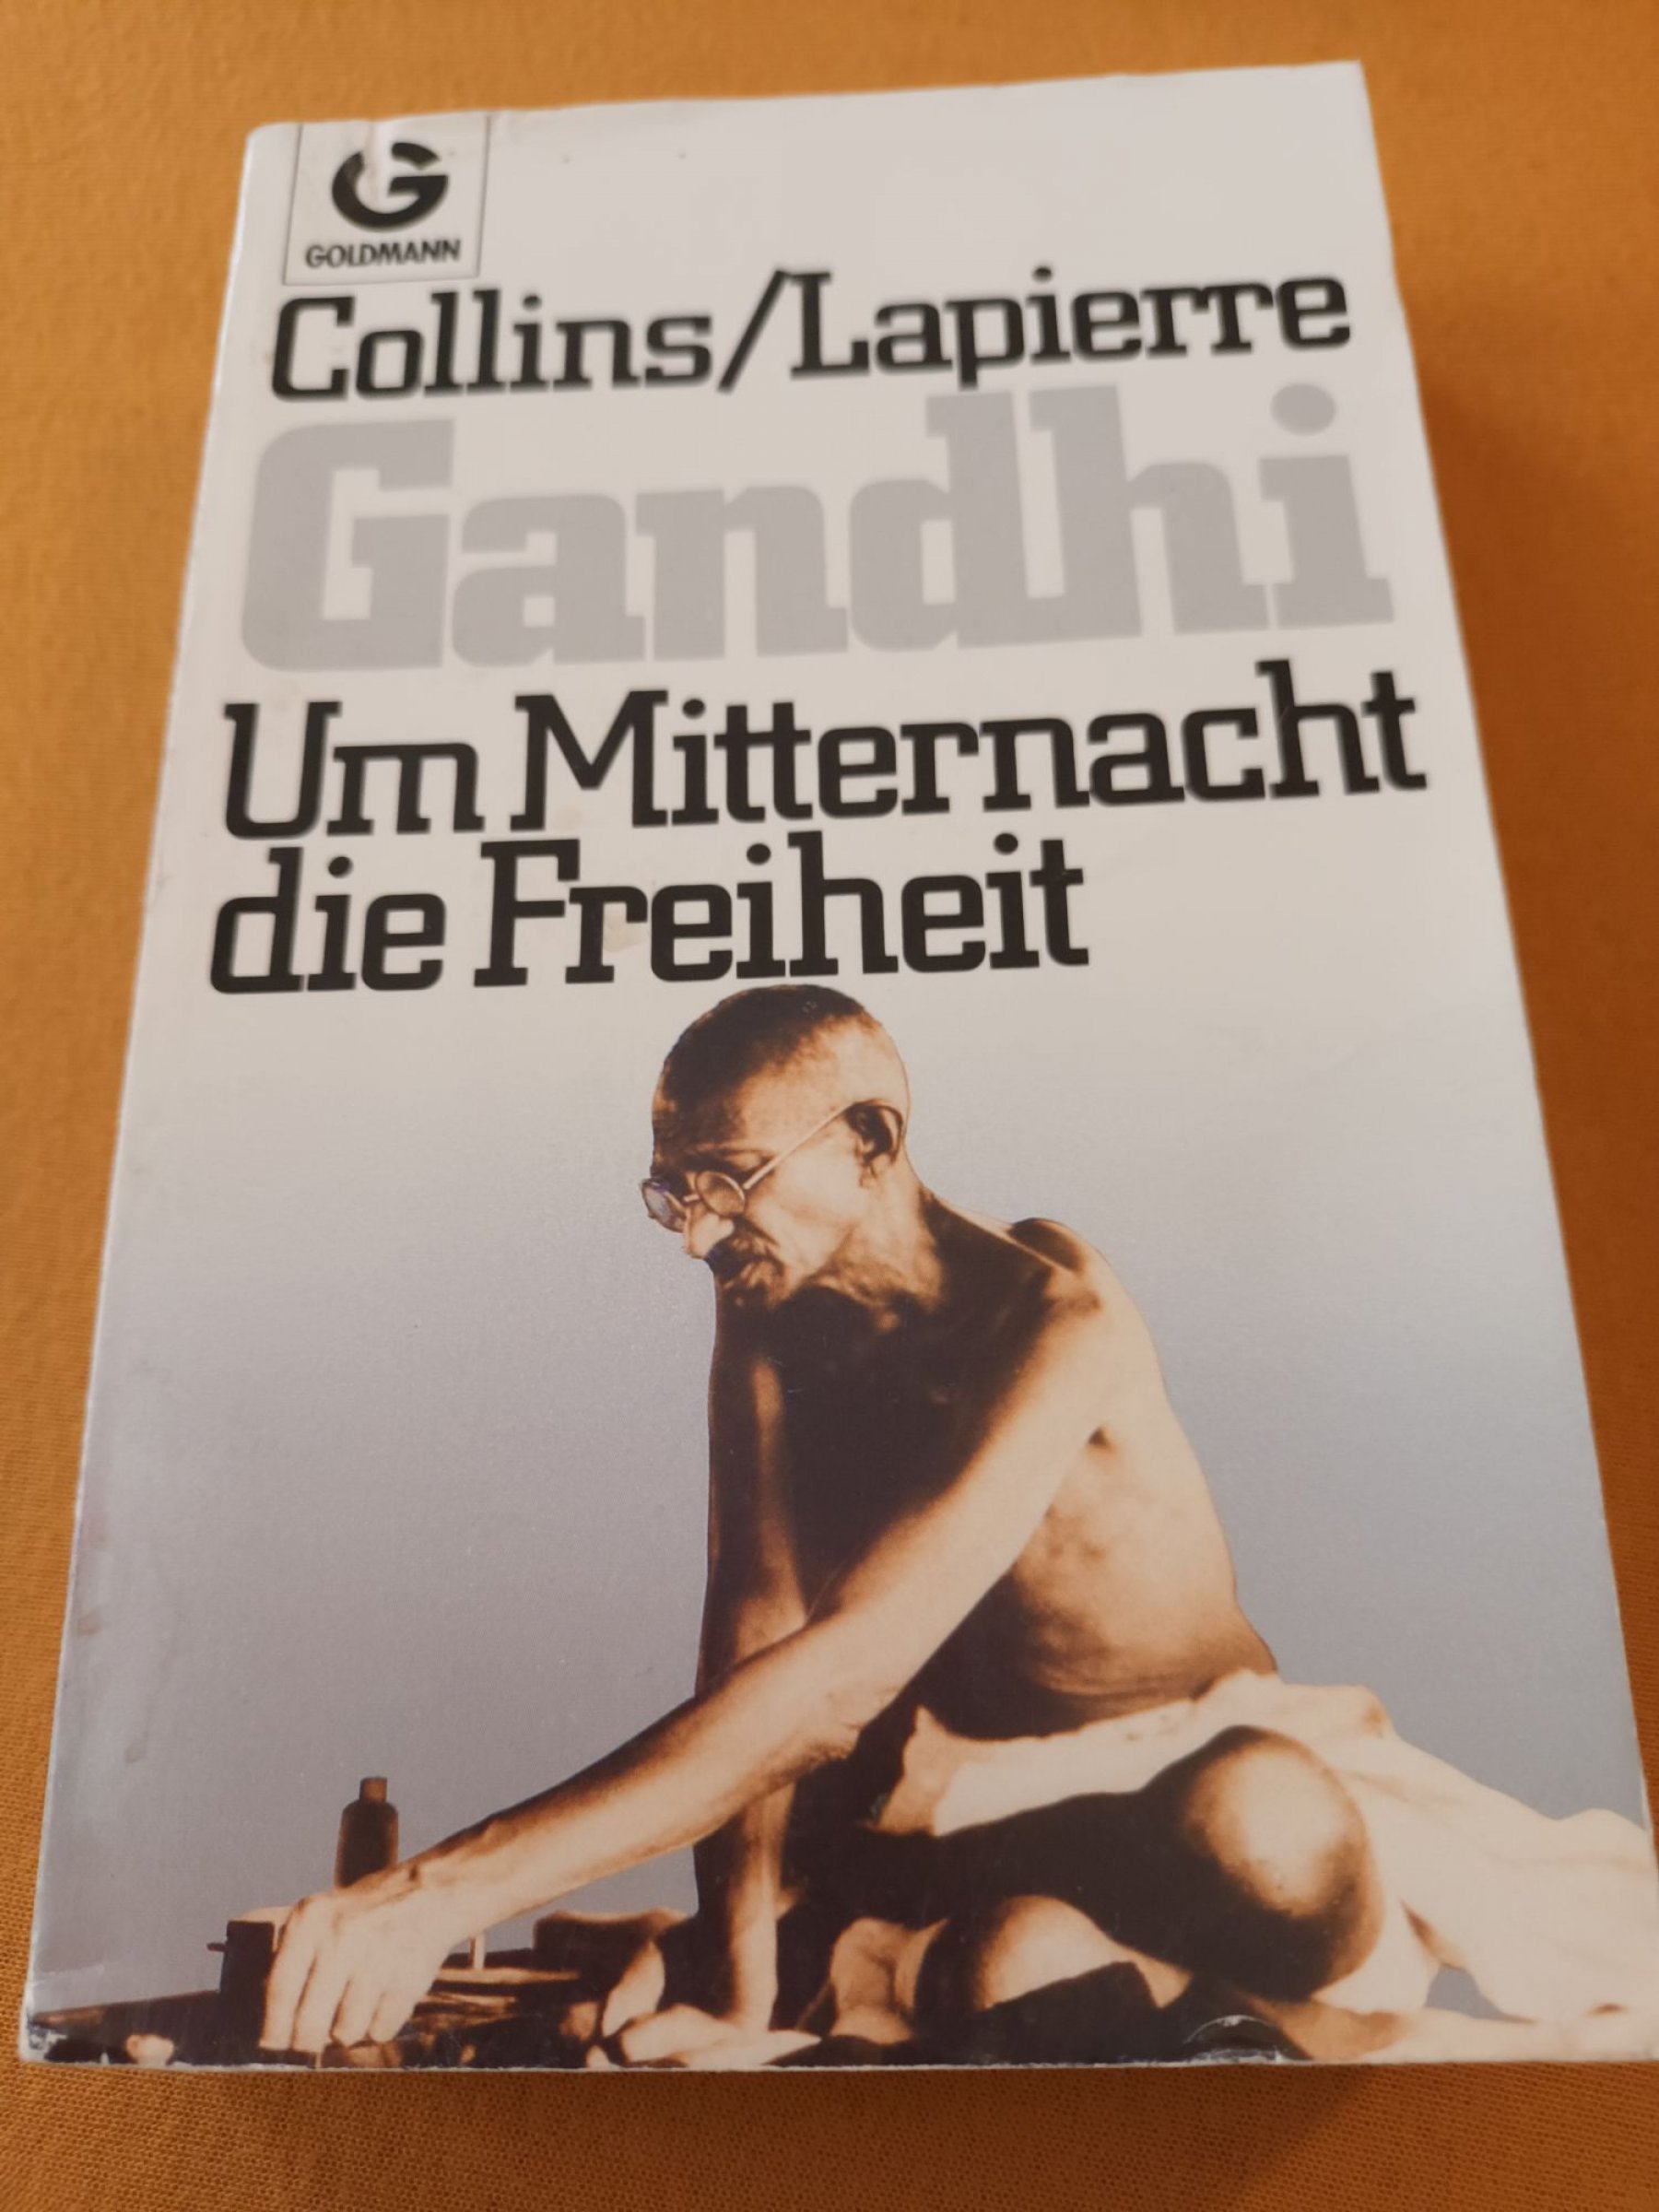 GOLDMANN
Collins/Lapierre
Gandhi
Um Mitternacht
die Freiheit